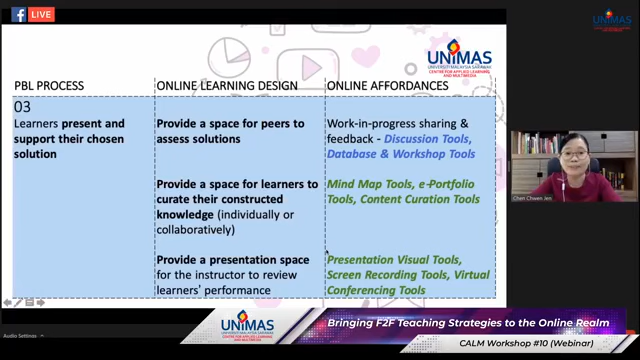 LIVE
UNIMAS
UNIMAS
UNIVERSITI MALAYSIA SARAWAK
CENTRE FOR APPLIED LEARNING
AND MULTIMEDIA
PBL PROCESS
ONLINE LEARNING DESIGN
ONLINE AFFORDANCES
03
Learners present and
support their chosen
solution
Provide a space for peers to
assess solutions
Work-in-progress sharing &
feedback - Discussion Tools,
Database & Workshop Tools
Provide a space for learners to
curate their constructed
knowledge (individually or
collaboratively)
Mind Map Tools, e-Portfolio
Tools, Content Curation Tools
Provide a presentation space
for the instructor to review
learners' performance
Presentation Visual Tools,
Screen Recording Tools, Virtual
Conferencing Tools
Chen Chwen Jen
Audio Settings
UNIMAS
UNIVERSITI MALAYSIA SARAWAK
CENTRE FOR APPLIED LEARNING
AND MULTIMEDIA
Bringing F2F Teaching Strategies to the Online Realm
CALM Workshop #10 (Webinar)